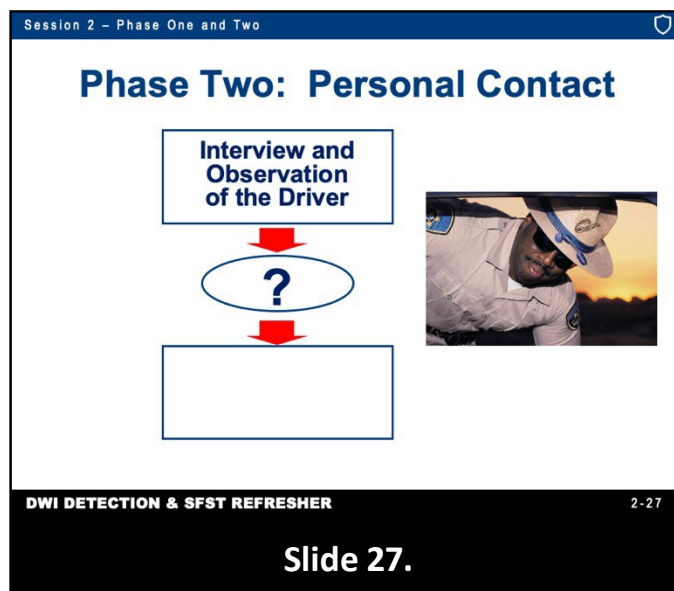 Session 2 – Phase One and Two
Phase Two: Personal Contact
Interview and
Observation
of the Driver
?
DWI DETECTION & SFST REFRESHER
2-27
Slide 27.